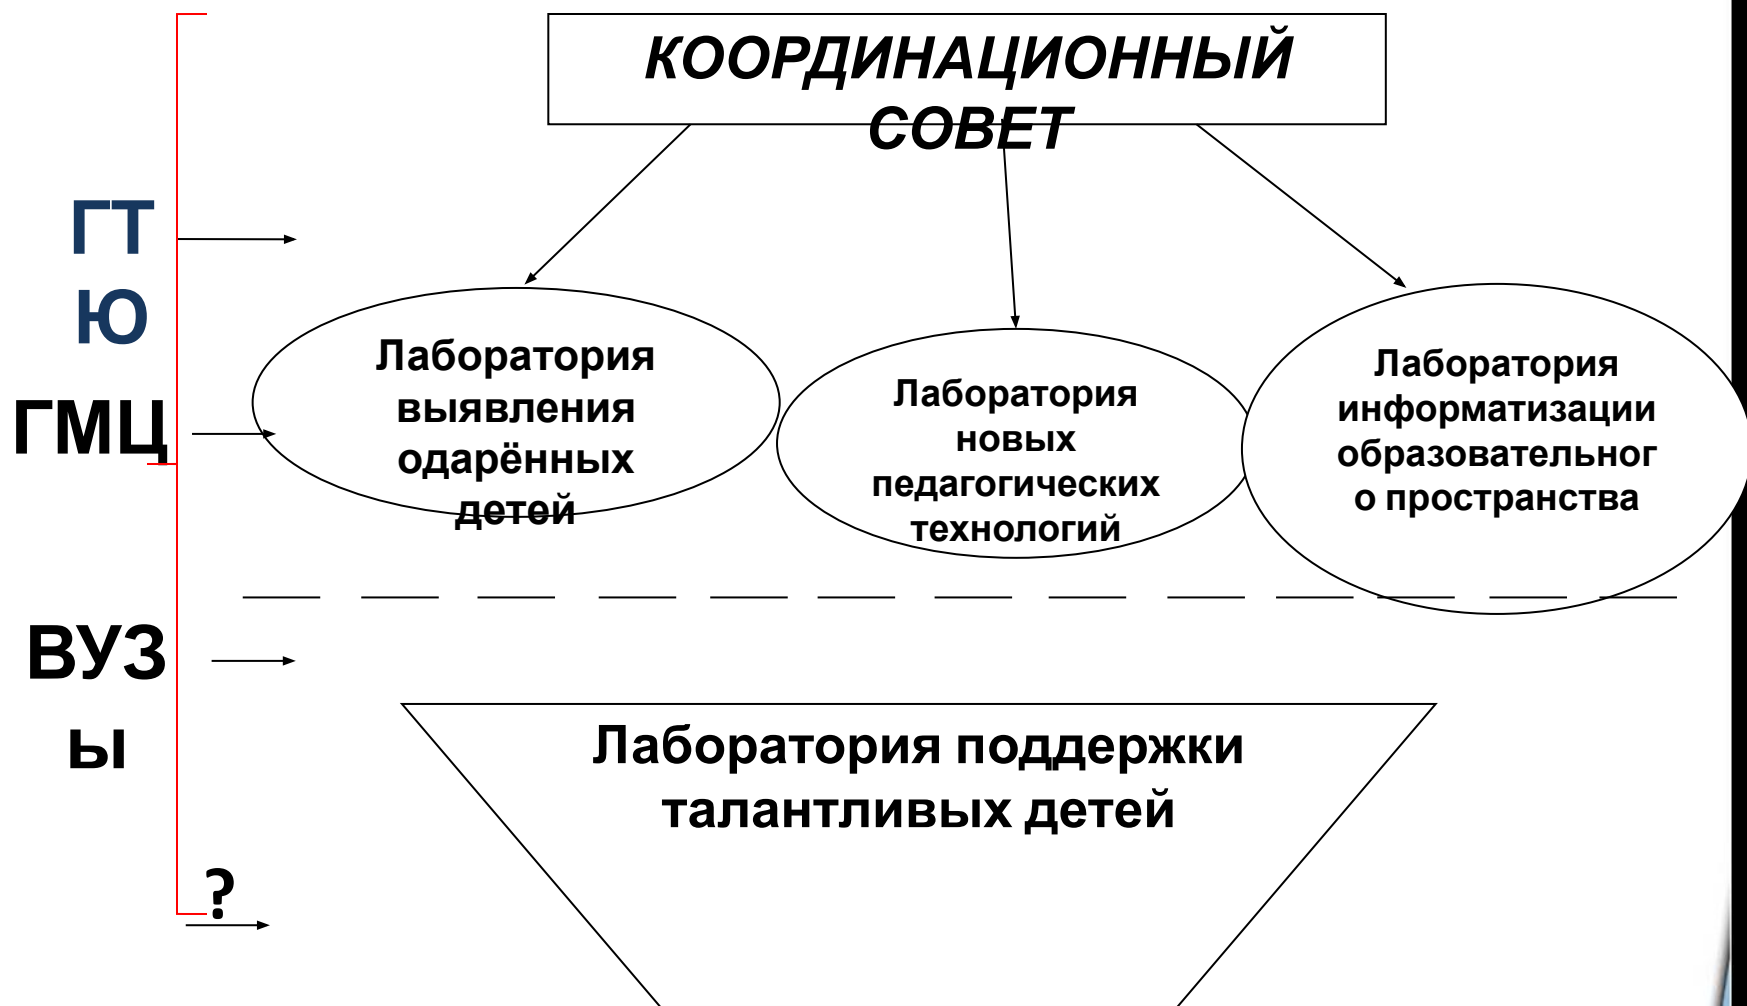 КООРДИНАЦИОННЫЙ
СОВЕТ
ГТ
Ю
ГМЦ
ВУЗ
ы
?
Лаборатория
выявления
одарённых
детей
Лаборатория
новых
педагогических
технологий
Лаборатория
информатизации
образовательног
о пространства
Лаборатория поддержки
талантливых детей